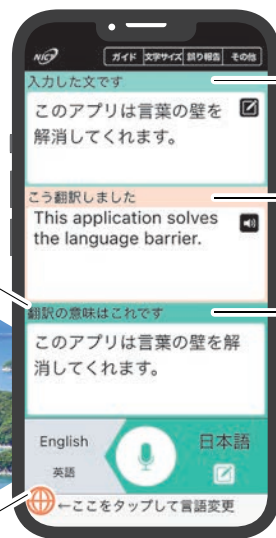 NICT
ガイド 文字サイズ 誤り報告 その他
入力した文です
このアプリは言葉の壁を
解消してくれます。
こう翻訳しました
This application solves
the language barrier.
翻訳の意味はこれです
このアプリは言葉の壁を解
消してくれます。
English 日本語
英語
←ここをタップして言語変更